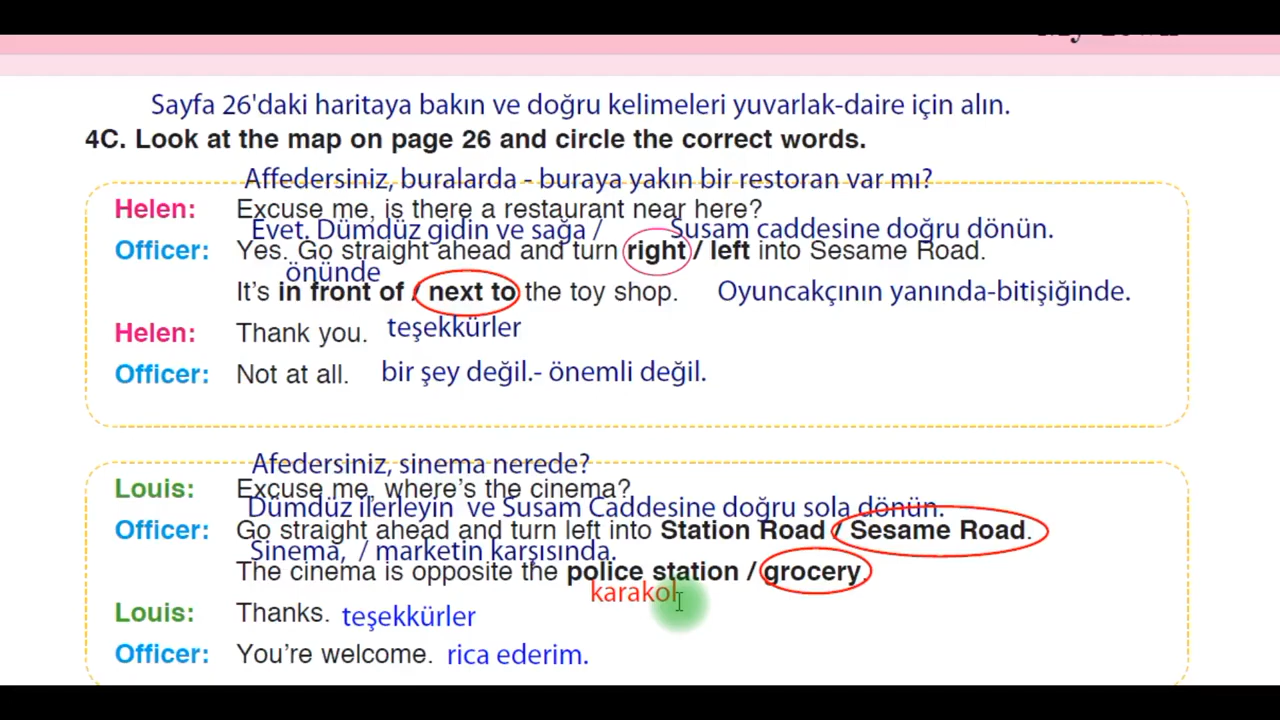 Sayfa 26'daki haritaya bakın ve doğru kelimeleri yuvarlak-daire için alın.
4C. Look at the map on page 26 and circle the correct words.
Affedersiniz, buralarda - buraya yakın bir restoran var mı?
Helen: Excuse me, is there a restaurant near here?
Evet. Dümdüz gidin ve sağa / Susam caddesine doğru dönün.
Officer: Yes. Go straight ahead and turn right / left into Sesame Road.
önünde
It's in front of / next to the toy shop. Oyuncakçının yanında-bitişiğinde.
Helen: Thank you. teşekkürler
Officer: Not at all. bir şey değil.- önemli değil.
Afedersiniz, sinema nerede?
Louis: Excuse me, where's the cinema?
Dümdüz ilerleyin ve Susam Caddesine doğru sola dönün.
Officer: Go straight ahead and turn left into Station Road / Sesame Road.
Sinema, / marketin karşısında.
The cinema is opposite the police station / grocery.
karakol
Louis: Thanks. teşekkürler
Officer: You're welcome. rica ederim.